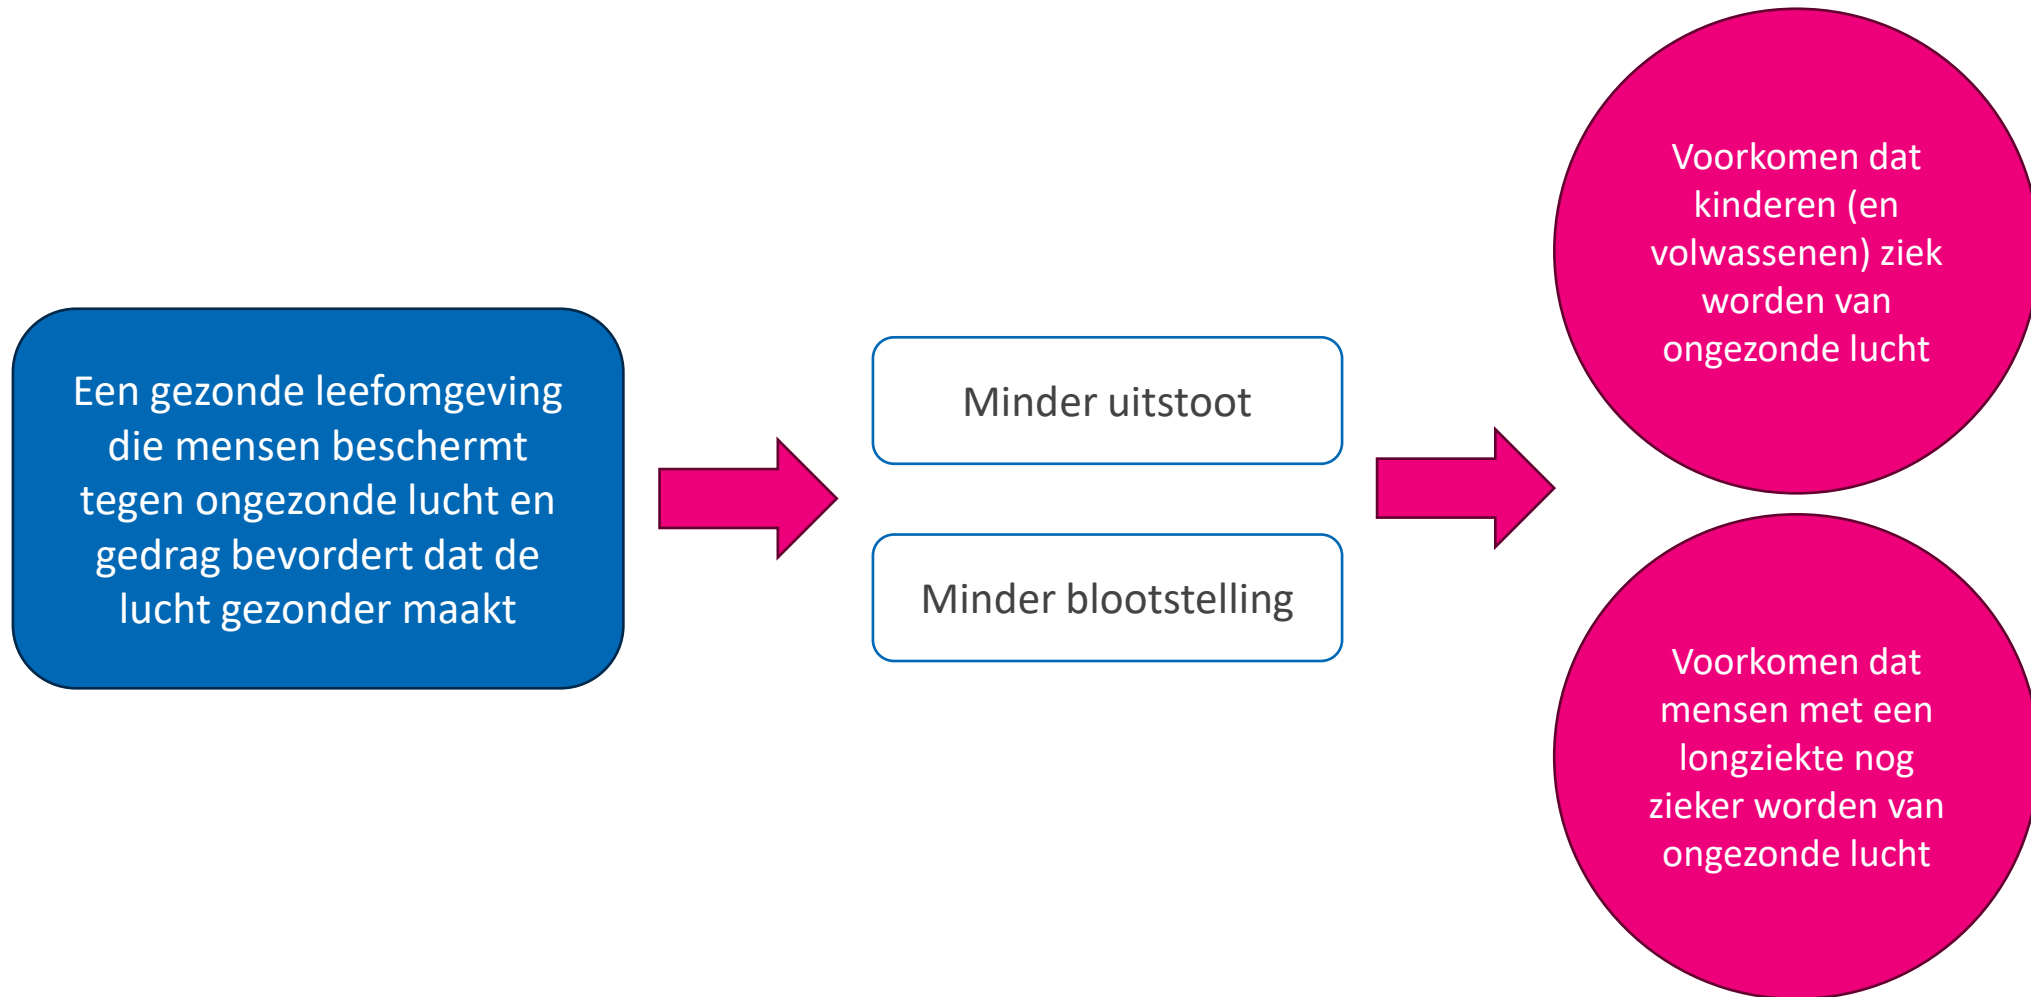 Een gezonde leefomgeving
die mensen beschermt
tegen ongezonde lucht en
gedrag bevordert dat de
lucht gezonder maakt
Minder uitstoot
Minder blootstelling
Voorkomen dat
kinderen (en
volwassenen) ziek
worden van
ongezonde lucht
Voorkomen dat
mensen met een
longziekte nog
zieker worden van
ongezonde lucht